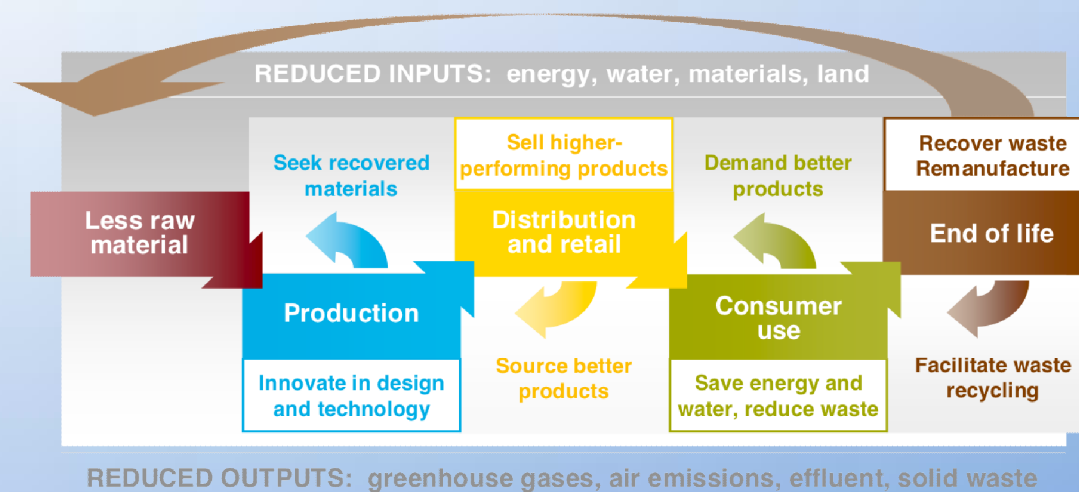 REDUCED INPUTS: energy, water, materials, land
Seek recovered
materials
Sell higher-
performing products
Demand better
products
Recover waste
Remanufacture
Less raw
material
Distribution
and retail
End of life
Production
Consumer
use
Innovate in design
and technology
Source better
products
Save energy and
water, reduce waste
Facilitate waste
recycling
REDUCED OUTPUTS: greenhouse gases, air emissions, effluent, solid waste